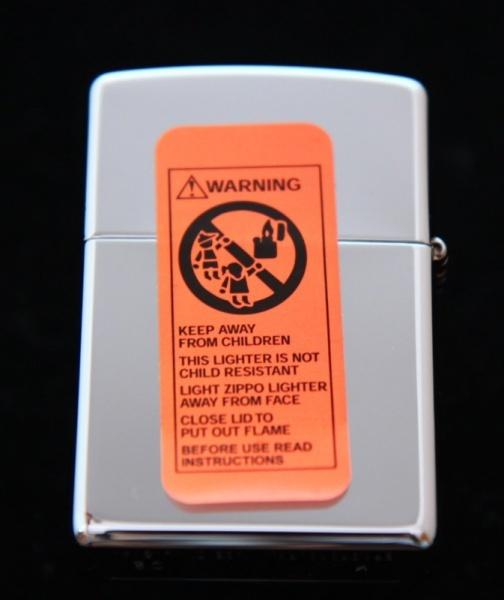 WARNING
KEEP AWAY
FROM CHILDREN
THIS LIGHTER IS NOT
CHILD RESISTANT
LIGHT ZIPPO LIGHTER
AWAY FROM FACE
CLOSE LID TO
PUT OUT FLAME
BEFORE USE READ
INSTRUCTIONS